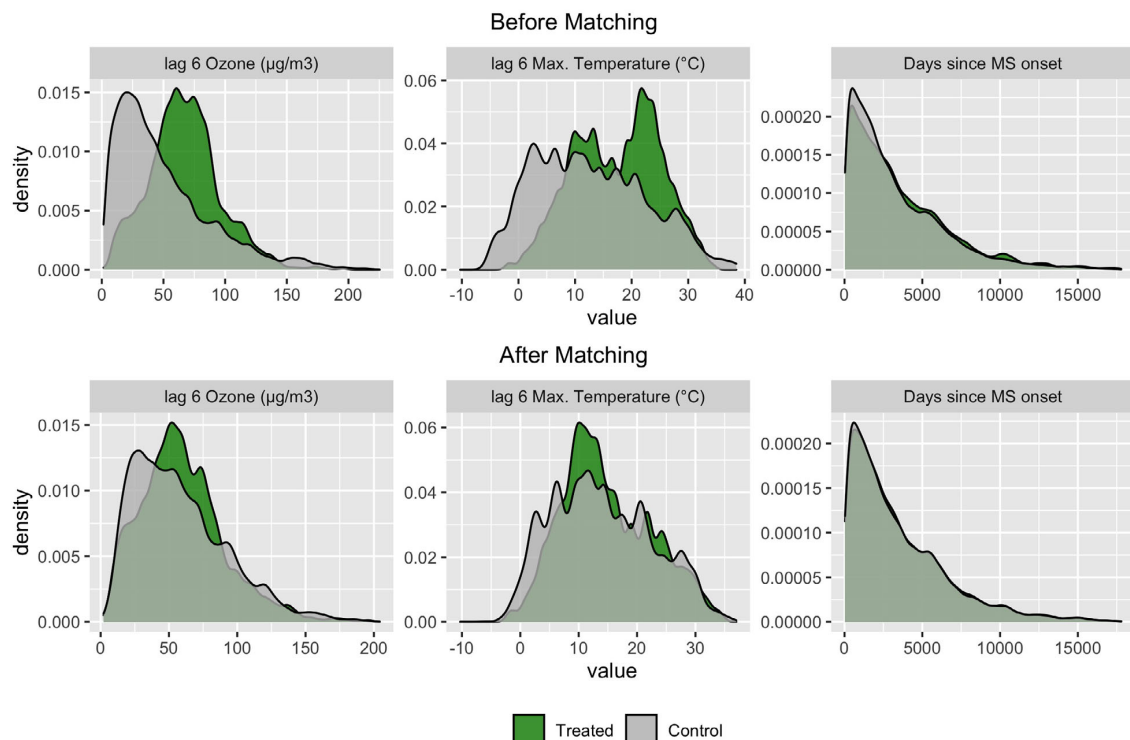 Before Matching
lag 6 Ozone (µg/m3) lag 6 Max. Temperature (°C) Days since MS onset
density
0.015
0.010
0.005
0.000
0 50 100 150 200
0.06
0.04
0.02
0.00
-10 0 10 20 30 40
0.00020
0.00015
0.00010
0.00005
0.00000
0 5000 10000 15000
value value
After Matching
lag 6 Ozone (µg/m3) lag 6 Max. Temperature (°C) Days since MS onset
density
0.015
0.010
0.005
0.000
0 50 100 150 200
0.06
0.04
0.02
0.00
-10 0 10 20 30
0.00020
0.00015
0.00010
0.00005
0.00000
0 5000 10000 15000
value value
Treated Control